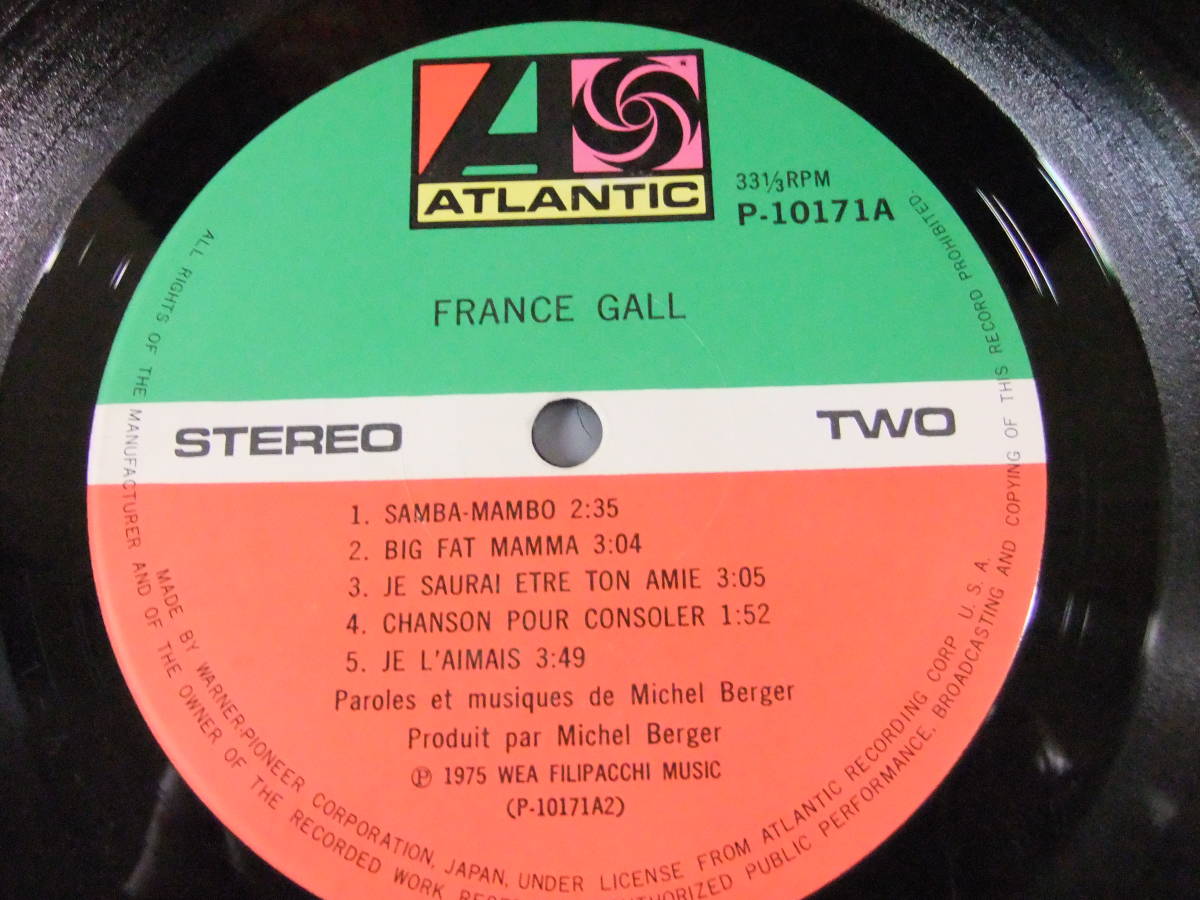 ATLANTIC
33⅓RPM
P-10171A
FRANCE GALL
STEREO
TWO
1. SAMBA-MAMBO 2:35
2. BIG FAT MAMMA 3:04
3. JE SAURAI ETRE TON AMIE 3:05
4. CHANSON POUR CONSOLER 1:52
5. JE L'AIMAIS 3:49
Paroles et musiques de Michel Berger
Produit par Michel Berger
℗ 1975 WEA FILIPACCHI MUSIC
(P-10171A2)
MADE BY WARNER-PIONEER CORPORATION, JAPAN, UNDER LICENSE FROM ATLANTIC RECORDING CORP. U. S. A.
ALL RIGHTS OF THE MANUFACTURER AND OF THE OWNER OF THE RECORDED WORK PUBLIC PERFORMANCE, BROADCASTING AND COPYING OF THIS RECORD PROHIBITED.